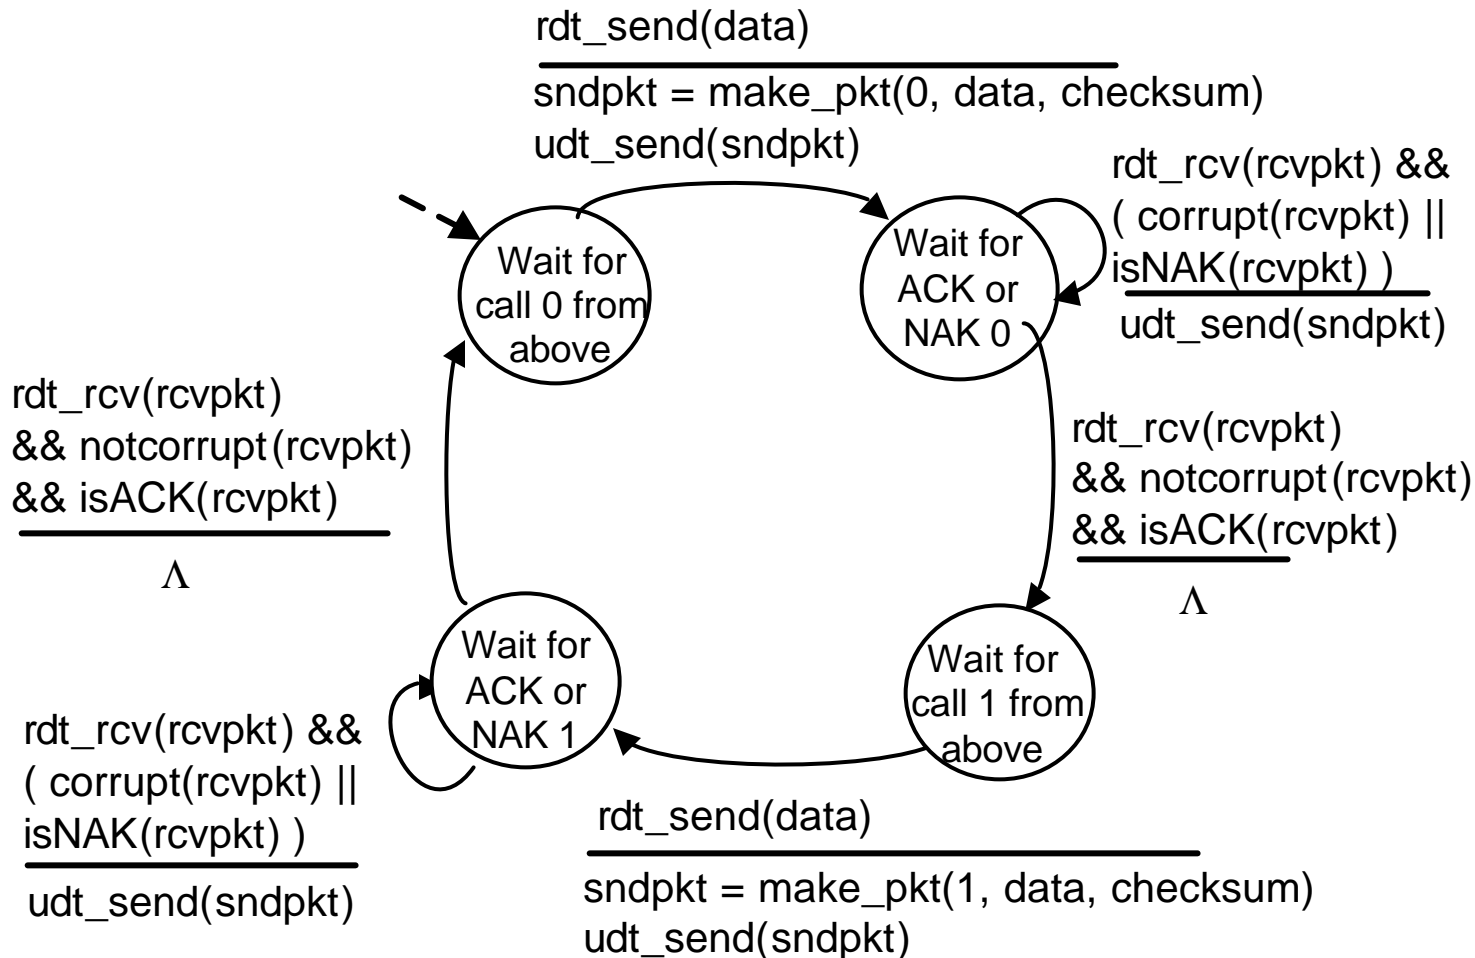 rdt_send(data)
sndpkt = make_pkt(0, data, checksum)
udt_send(sndpkt)
rdt_rcv(rcvpkt) &&
( corrupt(rcvpkt) ||
isNAK(rcvpkt) )
udt_send(sndpkt)
Wait for
call 0 from
above
Wait for
ACK or
NAK 0
rdt_rcv(rcvpkt)
&& notcorrupt(rcvpkt)
&& isACK(rcvpkt)
Λ
rdt_rcv(rcvpkt)
&& notcorrupt(rcvpkt)
&& isACK(rcvpkt)
Λ
Wait for
ACK or
NAK 1
Wait for
call 1 from
above
rdt_rcv(rcvpkt) &&
( corrupt(rcvpkt) ||
isNAK(rcvpkt) )
udt_send(sndpkt)
rdt_send(data)
sndpkt = make_pkt(1, data, checksum)
udt_send(sndpkt)